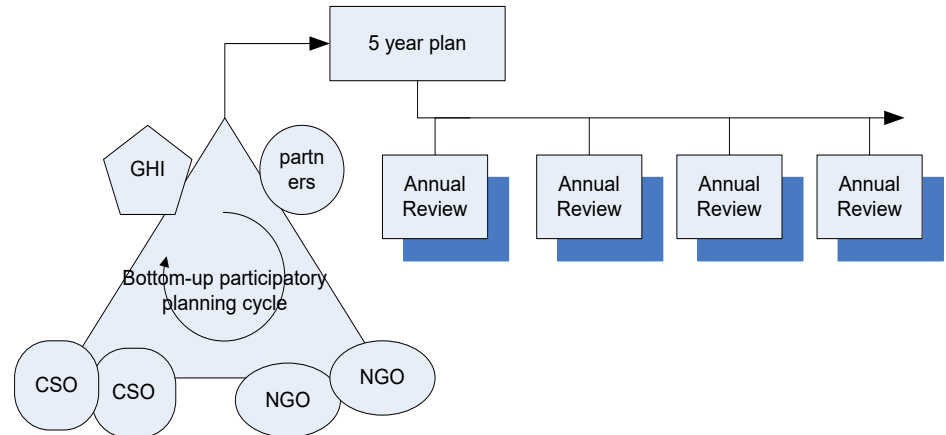 5 year plan
GHI
partn
ers
Annual
Review
Annual
Review
Annual
Review
Annual
Review
Bottom-up participatory
planning cycle
CSO
CSO
NGO
NGO